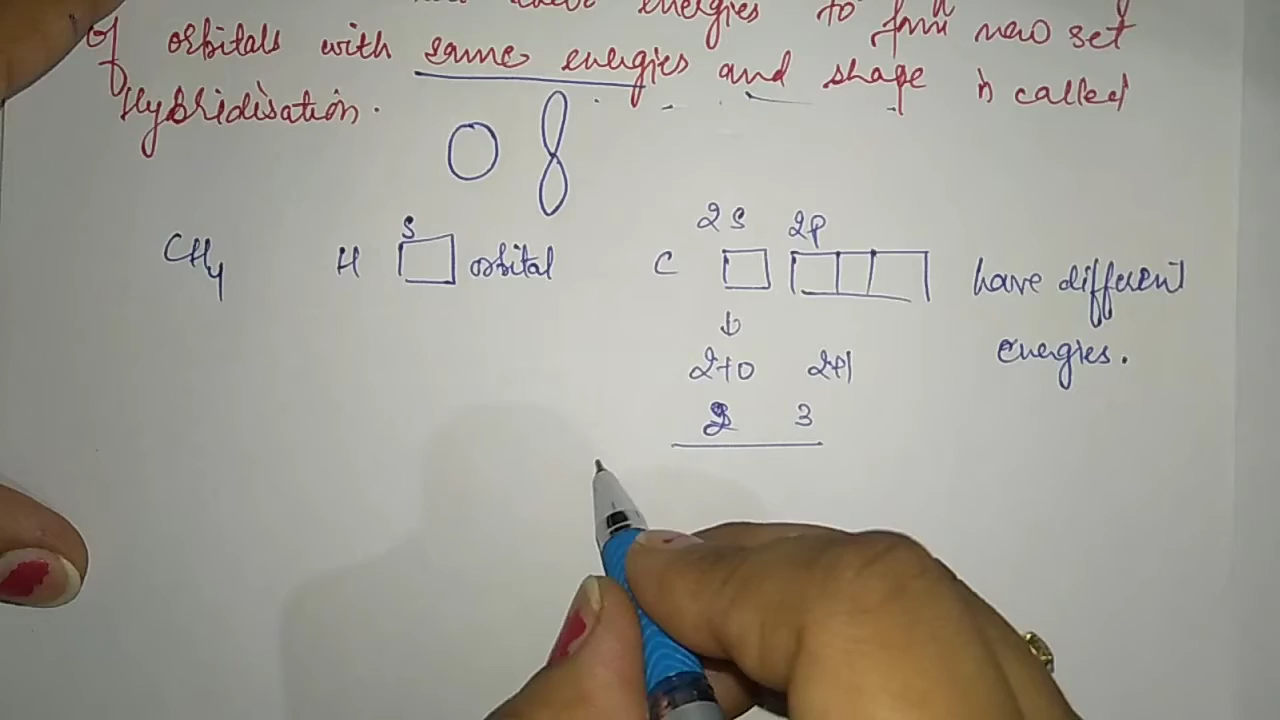 energies to form new set
of orbitals with same energies and shape is called
Hybridisation.
CH4 H S orbital C 2S 2P have different
energies.
2+0 2+1
2 3